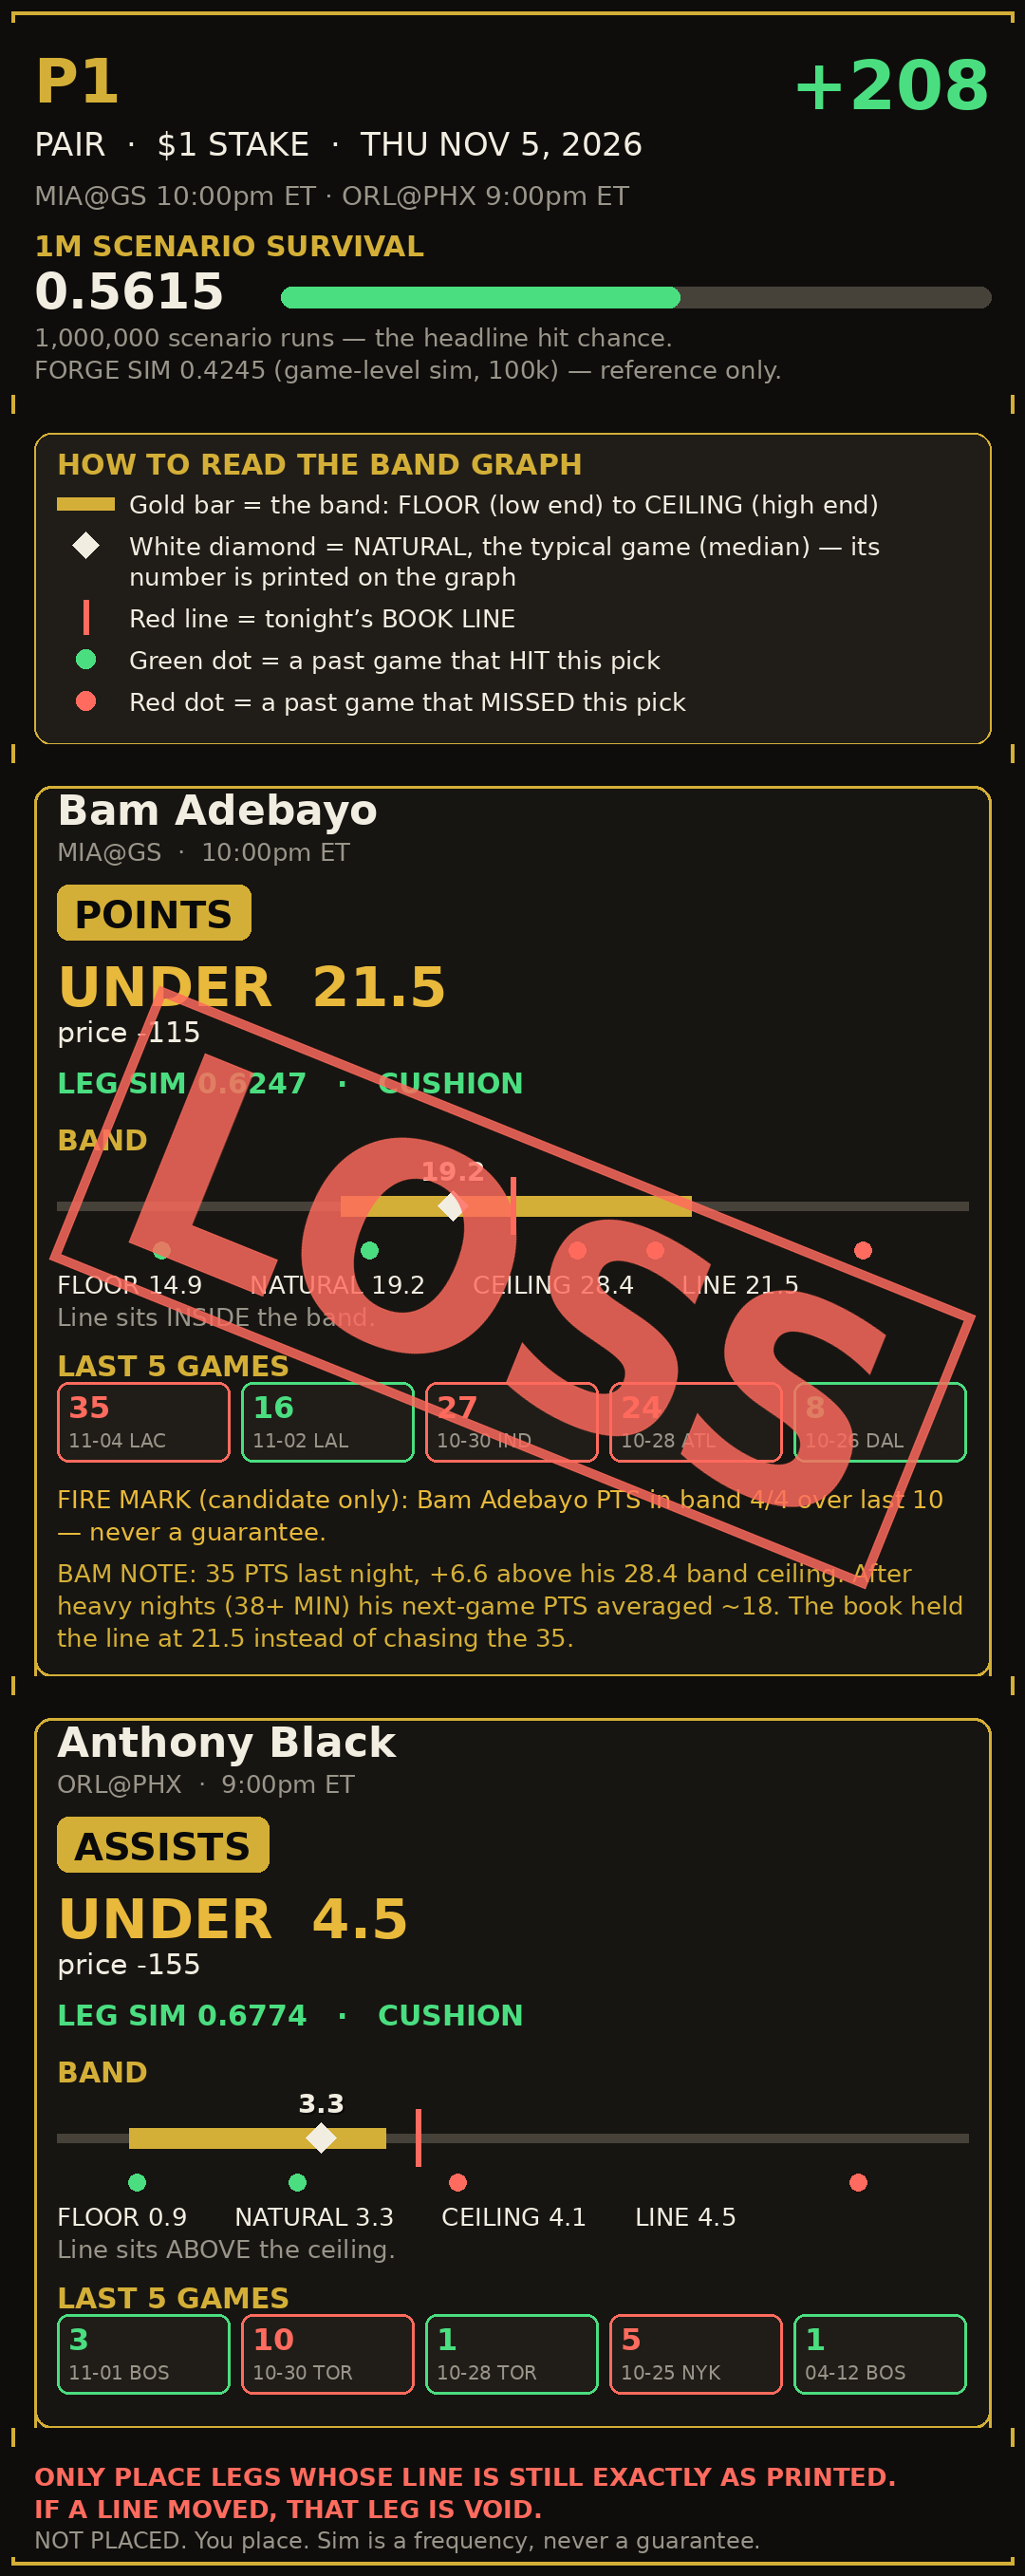 P1
+208
PAIR · $1 STAKE · THU NOV 5, 2026
MIA@GS 10:00pm ET · ORL@PHX 9:00pm ET
1M SCENARIO SURVIVAL
0.5615
1,000,000 scenario runs — the headline hit chance.
FORGE SIM 0.4245 (game-level sim, 100k) — reference only.
HOW TO READ THE BAND GRAPH
Gold bar = the band: FLOOR (low end) to CEILING (high end)
White diamond = NATURAL, the typical game (median) — its
number is printed on the graph
Red line = tonight’s BOOK LINE
Green dot = a past game that HIT this pick
Red dot = a past game that MISSED this pick
Bam Adebayo
MIA@GS · 10:00pm ET
POINTS
UNDER 21.5
price -115
LEG SIM 0.6247 · CUSHION
BAND
19.2
FLOOR 14.9 NATURAL 19.2 CEILING 28.4 LINE 21.5
Line sits INSIDE the band.
LOSS
LAST 5 GAMES
35 16 27 24 8
11-04 LAC 11-02 LAL 10-30 IND 10-28 ATL 10-26 DAL
FIRE MARK (candidate only): Bam Adebayo PTS in band 4/4 over last 10
— never a guarantee.
BAM NOTE: 35 PTS last night, +6.6 above his 28.4 band ceiling. After
heavy nights (38+ MIN) his next-game PTS averaged ~18. The book held
the line at 21.5 instead of chasing the 35.
Anthony Black
ORL@PHX · 9:00pm ET
ASSISTS
UNDER 4.5
price -155
LEG SIM 0.6774 · CUSHION
BAND
3.3
FLOOR 0.9 NATURAL 3.3 CEILING 4.1 LINE 4.5
Line sits ABOVE the ceiling.
LAST 5 GAMES
3 10 1 5 1
11-01 BOS 10-30 TOR 10-28 TOR 10-25 NYK 04-12 BOS
ONLY PLACE LEGS WHOSE LINE IS STILL EXACTLY AS PRINTED.
IF A LINE MOVED, THAT LEG IS VOID.
NOT PLACED. You place. Sim is a frequency, never a guarantee.